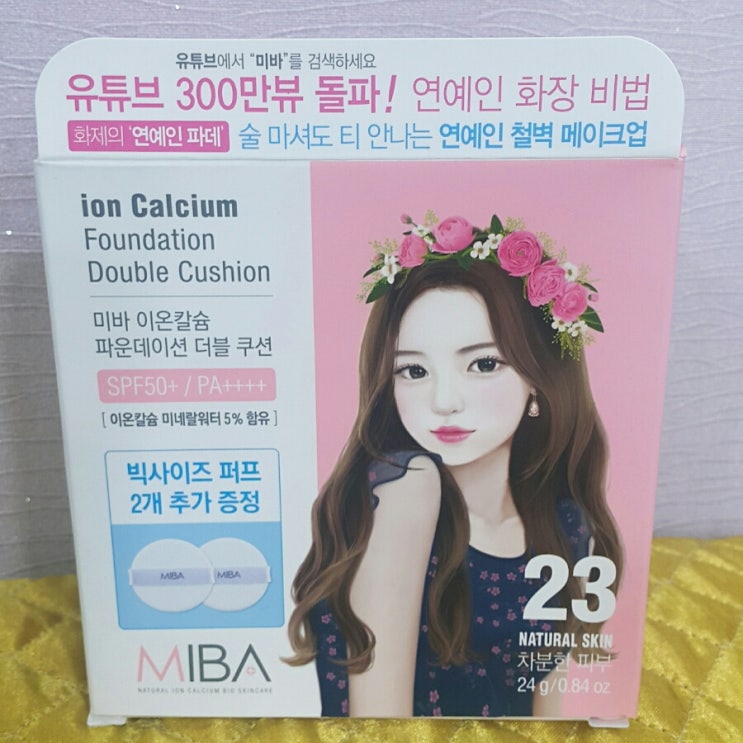 유튜브에서 "미바"를 검색하세요
유튜브 300만뷰 돌파! 연예인 화장 비법
화제의 '연예인 파데' 술 마셔도 티 안나는 연예인 철벽 메이크업
ion Calcium
Foundation
Double Cushion
미바 이온칼슘
파운데이션 더블 쿠션
SPF50+ / PA++++
[ 이온칼슘 미네랄워터 5% 함유 ]
빅사이즈 퍼프
2개 추가 증정
MIBA MIBA
MIBA
NATURAL ION CALCIUM BIO SKINCARE
23
NATURAL SKIN
차분한 피부
24 g/0.84 oz